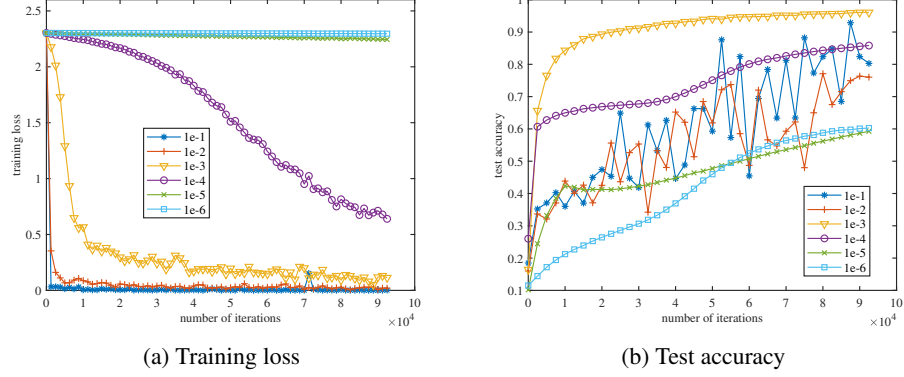 2.5
2
1.5
1
0.5
0
training loss
1e-1
1e-2
1e-3
1e-4
1e-5
1e-6
0 1 2 3 4 5 6 7 8 9 10
number of iterations
×10^4
(a) Training loss
1
0.9
0.8
0.7
0.6
0.5
0.4
0.3
0.2
0.1
test accuracy
1e-1
1e-2
1e-3
1e-4
1e-5
1e-6
0 1 2 3 4 5 6 7 8 9 10
number of iterations
×10^4
(b) Test accuracy